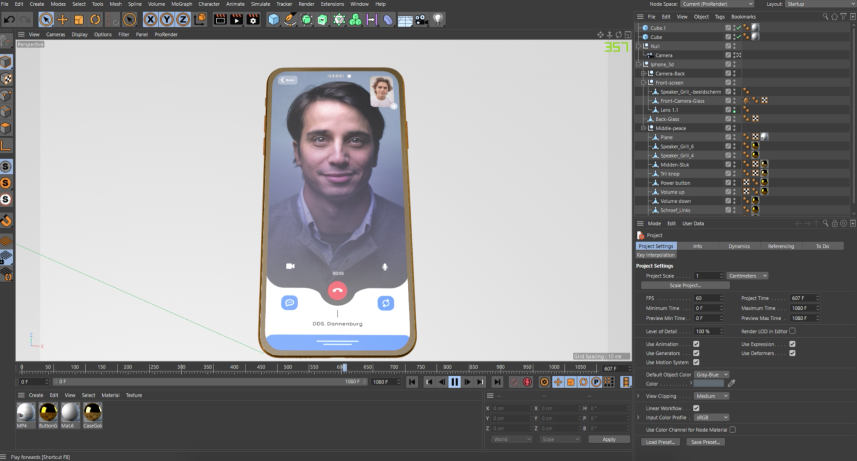 File Edit Create Modes Select Tools Mesh Spline Volume MoGraph Character Animate Simulate Tracker Render Extensions Window Help
Node Space: Current (ProRender) Layout: Startup
View Cameras Display Options Filter Panel ProRender
Perspective
357
DDS. Dannenburg
Grid Spacing : 10 cm
File Edit View Object Tags Bookmarks
Cube.1
Cube
Null
Camera
Iphone_3d
Camera-Back
Front-screen
Speaker_Grill_-beeldscherm
Front-Camera-Glass
Lens 1.1
Back-Glass
Middle-peace
Plane
Speaker_Grill_6
Speaker_Grill_4
Midden-Stuk
Tril-knop
Power button
Volume up
Volume down
Schroef_Links
Mode Edit User Data
Project
Project Settings Info Dynamics Referencing To Do
Key Interpolation
Project Settings
Project Scale 1 Centimeters
Scale Project...
FPS 60 Project Time 607 F
Minimum Time 0 F Maximum Time 1080 F
Preview Min Time 0 F Preview Max Time 1080 F
Level of Detail 100 % Render LOD in Editor
Use Animation Use Expression
Use Generators Use Deformers
Use Motion System
Default Object Color Gray-Blue
Color
View Clipping Medium
Linear Workflow
Input Color Profile sRGB
Use Color Channel for Node Material
Load Preset... Save Preset...
0 50 100 150 200 250 300 350 400 450 500 550 600 650 700 750 800 850 900 950 1000 1050 607 F
0 F 0 F 1080 F 1080 F
Create Edit View Select Material Texture
MP4 ButtonG Mat.6 CaseGol
X 0 cm X 0 cm H 0°
Y 0 cm Y 0 cm P 0°
Z 0 cm Z 0 cm B 0°
World Scale Apply
Play forwards [Shortcut F8]